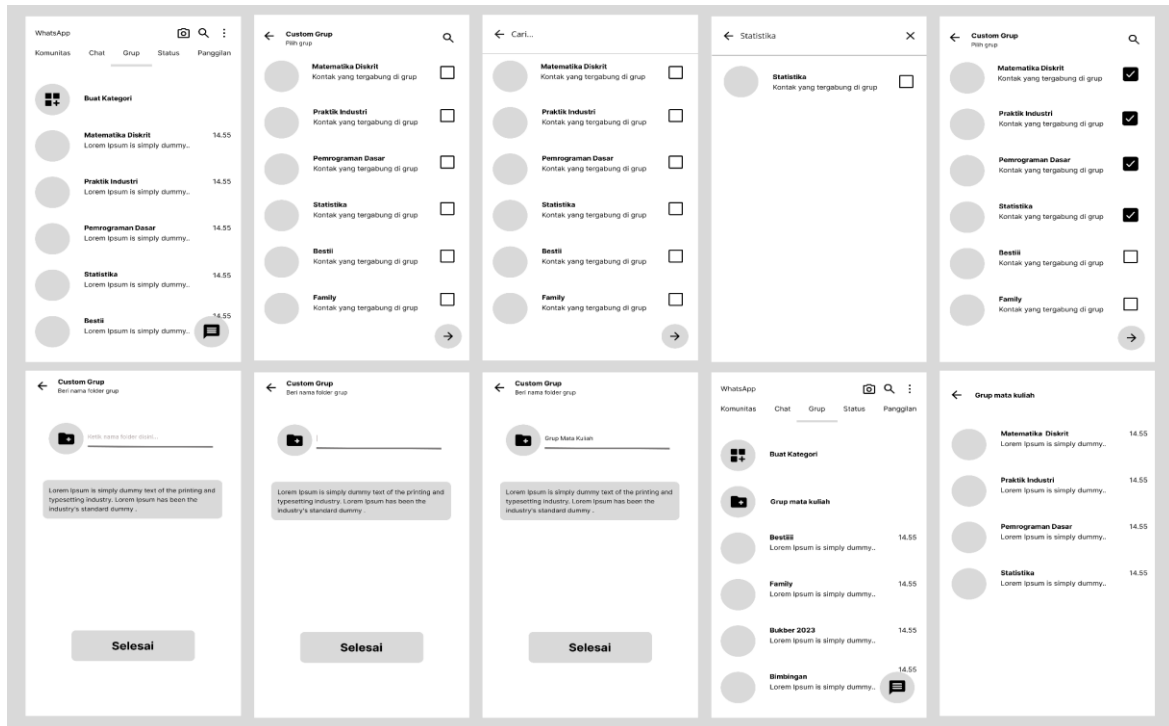 WhatsApp
Komunitas Chat Grup Status Panggilan
Buat Kategori
Matematika Diskrit 14.55
Lorem Ipsum is simply dummy..
Praktik Industri 14.55
Lorem Ipsum is simply dummy..
Pemrograman Dasar 14.55
Lorem Ipsum is simply dummy..
Statistika 14.55
Lorem Ipsum is simply dummy..
Bestii 14.55
Lorem Ipsum is simply dummy..
Custom Grup
Pilih grup
Matematika Diskrit
Kontak yang tergabung di grup
Praktik Industri
Kontak yang tergabung di grup
Pemrograman Dasar
Kontak yang tergabung di grup
Statistika
Kontak yang tergabung di grup
Bestii
Kontak yang tergabung di grup
Family
Kontak yang tergabung di grup
Cari...
Matematika Diskrit
Kontak yang tergabung di grup
Praktik Industri
Kontak yang tergabung di grup
Pemrograman Dasar
Kontak yang tergabung di grup
Statistika
Kontak yang tergabung di grup
Bestii
Kontak yang tergabung di grup
Family
Kontak yang tergabung di grup
Statistika
Statistika
Kontak yang tergabung di grup
Custom Grup
Pilih grup
Matematika Diskrit
Kontak yang tergabung di grup
Praktik Industri
Kontak yang tergabung di grup
Pemrograman Dasar
Kontak yang tergabung di grup
Statistika
Kontak yang tergabung di grup
Bestiii
Kontak yang tergabung di grup
Family
Kontak yang tergabung di grup
Custom Grup
Beri nama folder grup
nama folder disini...
Lorem Ipsum is simply dummy text of the printing and
typesetting industry. Lorem Ipsum has been the
industry's standard dummy .
Selesai
Custom Grup
Beri nama folder grup
Lorem Ipsum is simply dummy text of the printing and
typesetting industry. Lorem Ipsum has been the
industry's standard dummy .
Selesai
Custom Grup
Beri nama folder grup
Grup Mata Kuliah
Lorem Ipsum is simply dummy text of the printing and
typesetting industry. Lorem Ipsum has been the
industry's standard dummy .
Selesai
WhatsApp
Komunitas Chat Grup Status Panggilan
Buat Kategori
Grup mata kuliah
14.55
Lorem Ipsum is simply dummy..
Family 14.55
Lorem Ipsum is simply dummy..
Bukber 2023 14.55
Lorem Ipsum is simply dummy..
Bimbingan 14.55
Lorem Ipsum is simply dummy..
Grup mata kuliah
Matematika Diskrit 14.55
Lorem Ipsum is simply dummy..
Praktik Industri 14.55
Lorem Ipsum is simply dummy..
Pemrograman Dasar 14.55
Lorem Ipsum is simply dummy..
Statistika 14.55
Lorem Ipsum is simply dummy..